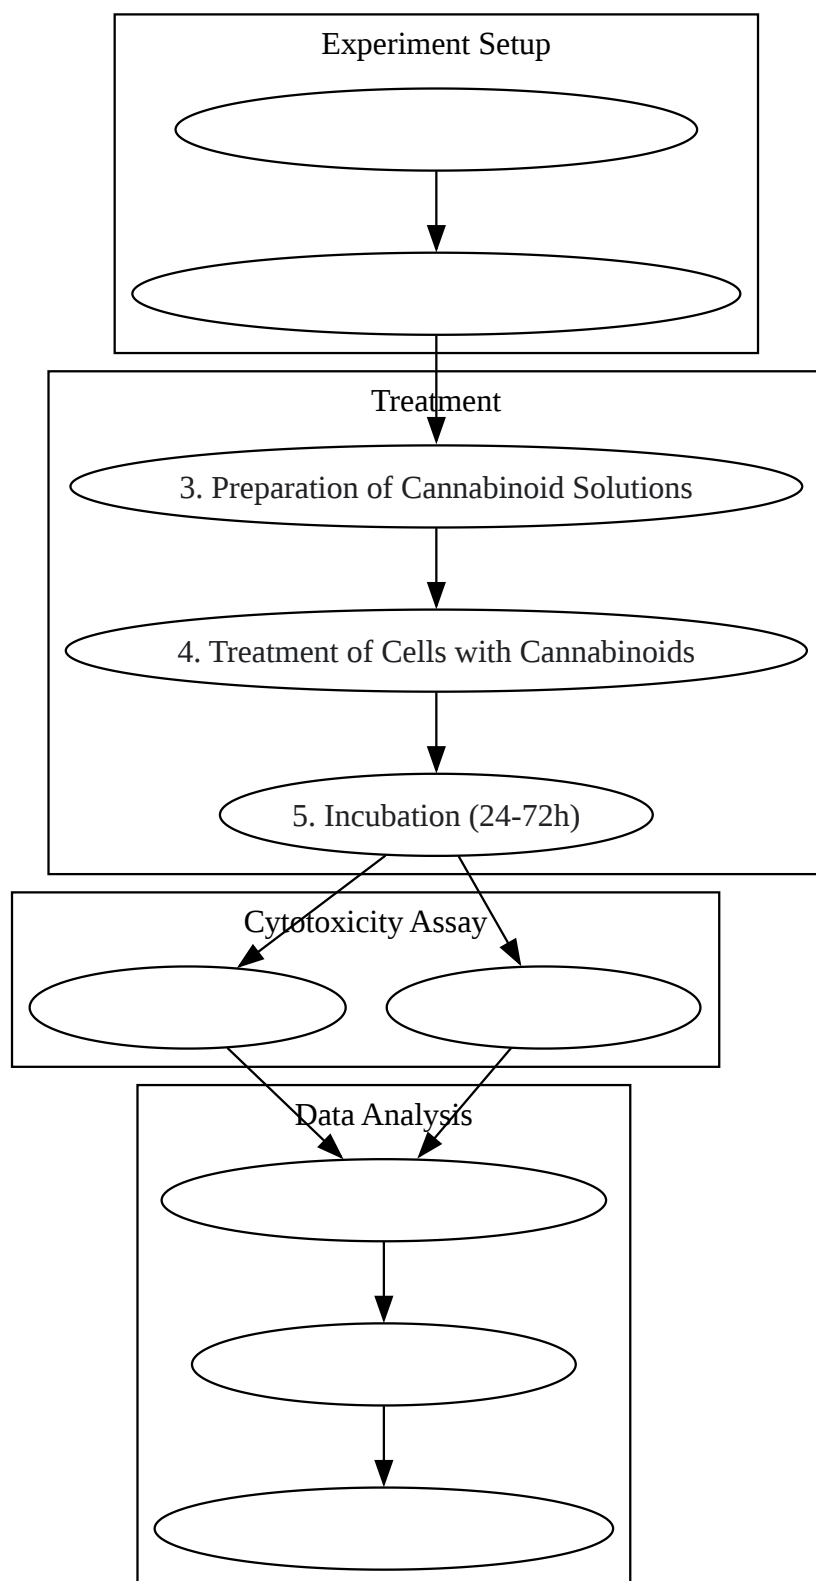 Experiment Setup
Treatment
3. Preparation of Cannabinoid Solutions
4. Treatment of Cells with Cannabinoids
5. Incubation (24-72h)
Cytotoxicity Assay
Data Analysis